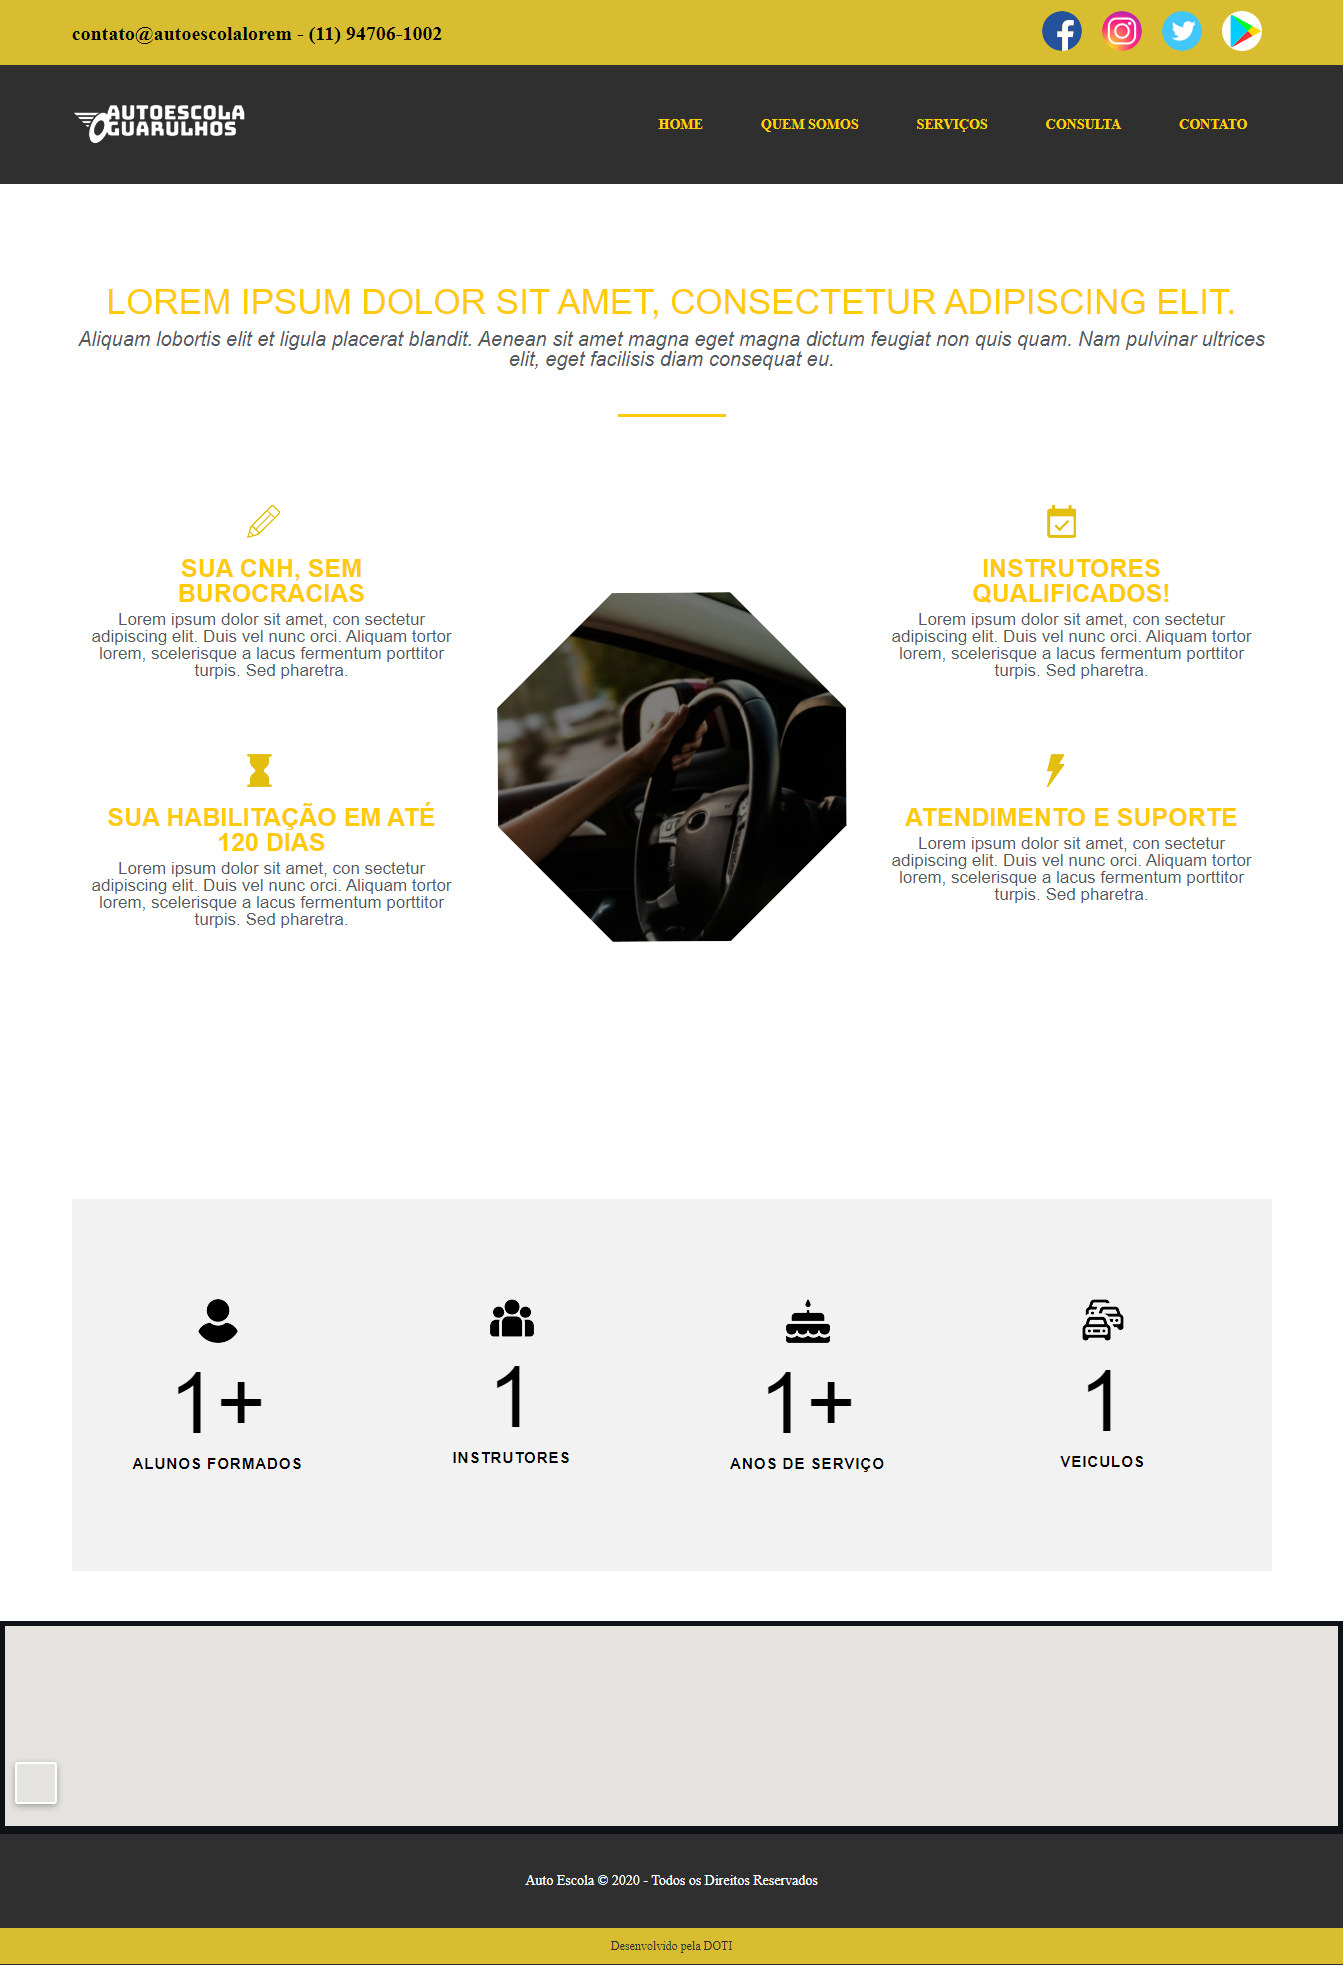 contato@autoescolalorem - (11) 94706-1002
AUTOESCOLA
GUARULHOS
HOME QUEM SOMOS SERVIÇOS CONSULTA CONTATO
LOREM IPSUM DOLOR SIT AMET, CONSECTETUR ADIPISCING ELIT.
Aliquam lobortis elit et ligula placerat blandit. Aenean sit amet magna eget magna dictum feugiat non quis quam. Nam pulvinar ultrices
elit, eget facilisis diam consequat eu.
SUA CNH, SEM
BUROCRACIAS
Lorem ipsum dolor sit amet, con sectetur
adipiscing elit. Duis vel nunc orci. Aliquam tortor
lorem, scelerisque a lacus fermentum porttitor
turpis. Sed pharetra.
SUA HABILITAÇÃO EM ATÉ
120 DIAS
Lorem ipsum dolor sit amet, con sectetur
adipiscing elit. Duis vel nunc orci. Aliquam tortor
lorem, scelerisque a lacus fermentum porttitor
turpis. Sed pharetra.
INSTRUTORES
QUALIFICADOS!
Lorem ipsum dolor sit amet, con sectetur
adipiscing elit. Duis vel nunc orci. Aliquam tortor
lorem, scelerisque a lacus fermentum porttitor
turpis. Sed pharetra.
ATENDIMENTO E SUPORTE
Lorem ipsum dolor sit amet, con sectetur
adipiscing elit. Duis vel nunc orci. Aliquam tortor
lorem, scelerisque a lacus fermentum porttitor
turpis. Sed pharetra.
1+
ALUNOS FORMADOS
1
INSTRUTORES
1+
ANOS DE SERVIÇO
1
VEICULOS
Auto Escola © 2020 - Todos os Direitos Reservados
Desenvolvido pela DOTI